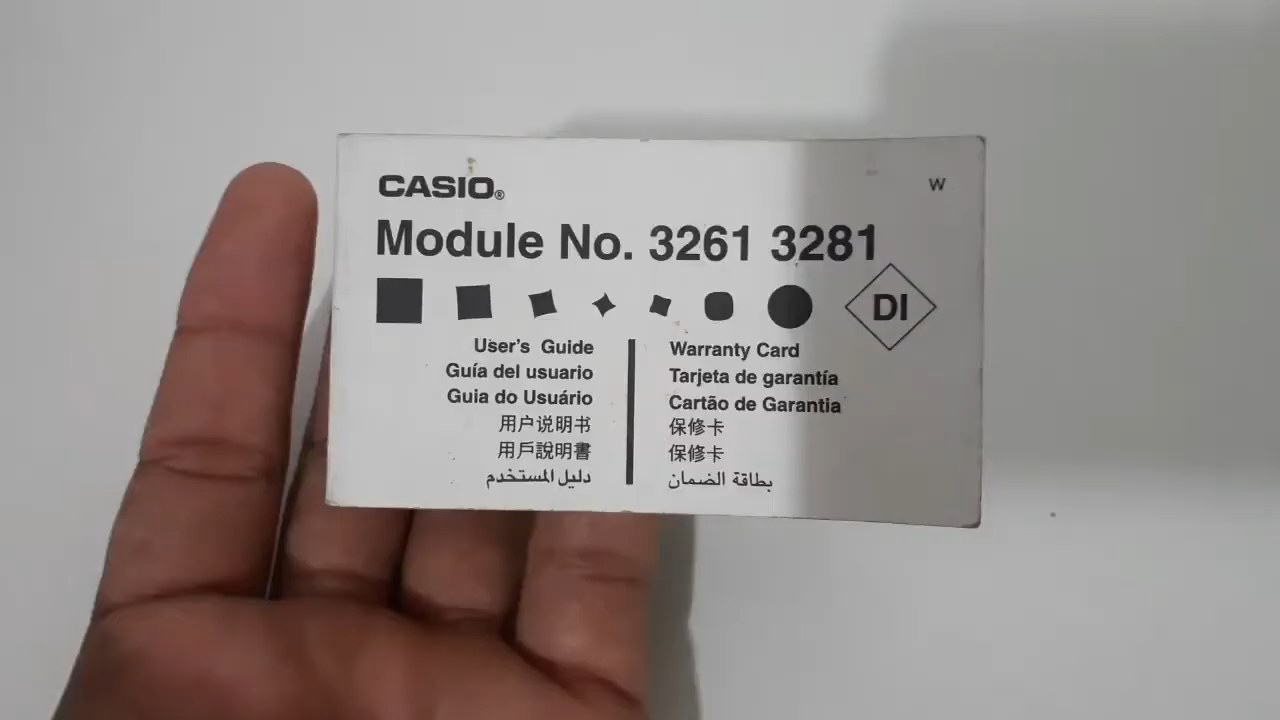 CASIO®
W
Module No. 3261 3281
DI
User's Guide
Guía del usuario
Guia do Usuário
用户说明书
用戶說明書
دليل المستخدم
Warranty Card
Tarjeta de garantía
Cartão de Garantia
保修卡
保修卡
بطاقة الضمان